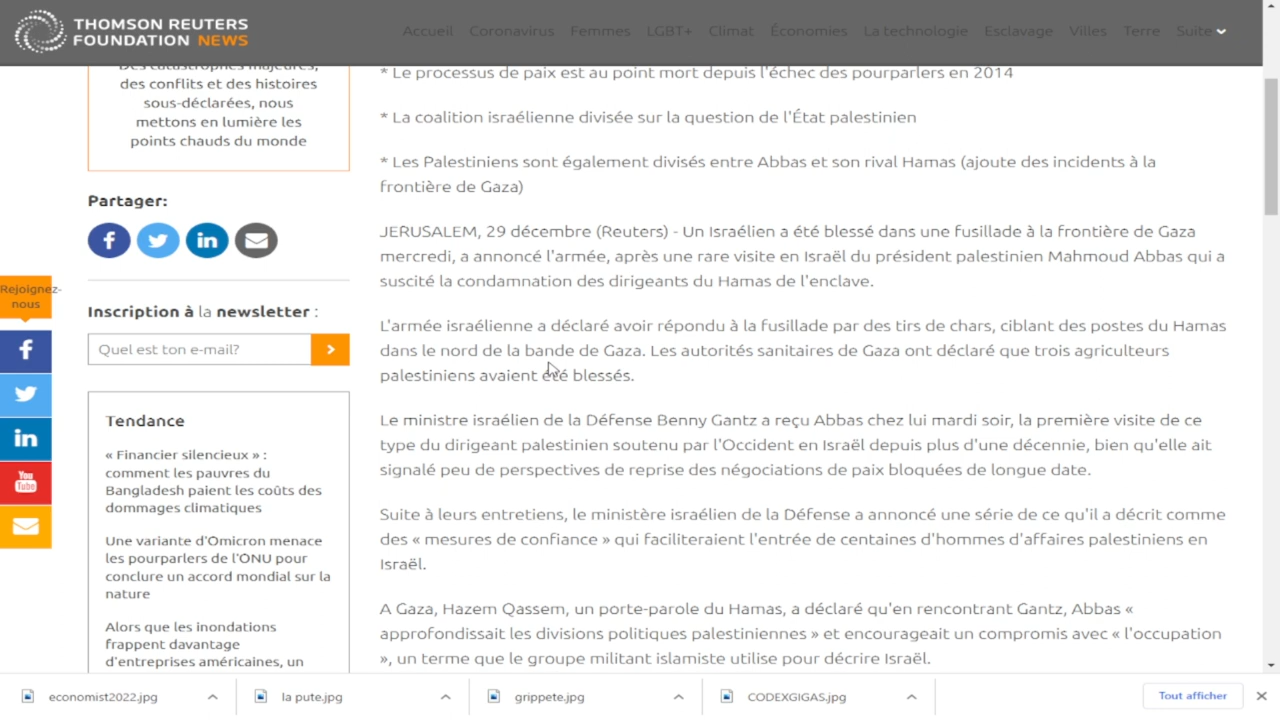 THOMSON REUTERS
FOUNDATION NEWS
Accueil Coronavirus Femmes LGBT+ Climat Économies La technologie Esclavage Villes Terre Suite
Des catastrophes majeures,
des conflits et des histoires
sous-déclarées, nous
mettons en lumière les
points chauds du monde
Partager:
Rejoignez-
nous
Inscription à la newsletter :
Quel est ton e-mail?
Tendance
« Financier silencieux » :
comment les pauvres du
Bangladesh paient les coûts des
dommages climatiques
Une variante d'Omicron menace
les pourparlers de l'ONU pour
conclure un accord mondial sur la
nature
Alors que les inondations
frappent davantage
d'entreprises américaines, un
* Le processus de paix est au point mort depuis l'échec des pourparlers en 2014
* La coalition israélienne divisée sur la question de l'État palestinien
* Les Palestiniens sont également divisés entre Abbas et son rival Hamas (ajoute des incidents à la
frontière de Gaza)
JERUSALEM, 29 décembre (Reuters) - Un Israélien a été blessé dans une fusillade à la frontière de Gaza
mercredi, a annoncé l'armée, après une rare visite en Israël du président palestinien Mahmoud Abbas qui a
suscité la condamnation des dirigeants du Hamas de l'enclave.
L'armée israélienne a déclaré avoir répondu à la fusillade par des tirs de chars, ciblant des postes du Hamas
dans le nord de la bande de Gaza. Les autorités sanitaires de Gaza ont déclaré que trois agriculteurs
palestiniens avaient été blessés.
Le ministre israélien de la Défense Benny Gantz a reçu Abbas chez lui mardi soir, la première visite de ce
type du dirigeant palestinien soutenu par l'Occident en Israël depuis plus d'une décennie, bien qu'elle ait
signalé peu de perspectives de reprise des négociations de paix bloquées de longue date.
Suite à leurs entretiens, le ministère israélien de la Défense a annoncé une série de ce qu'il a décrit comme
des « mesures de confiance » qui faciliteraient l'entrée de centaines d'hommes d'affaires palestiniens en
Israël.
A Gaza, Hazem Qassem, un porte-parole du Hamas, a déclaré qu'en rencontrant Gantz, Abbas «
approfondissait les divisions politiques palestiniennes » et encourageait un compromis avec « l'occupation
», un terme que le groupe militant islamiste utilise pour décrire Israël.
You
Tube
economist2022.jpg
la pute.jpg
grippete.jpg
CODEXGIGAS.jpg
Tout afficher